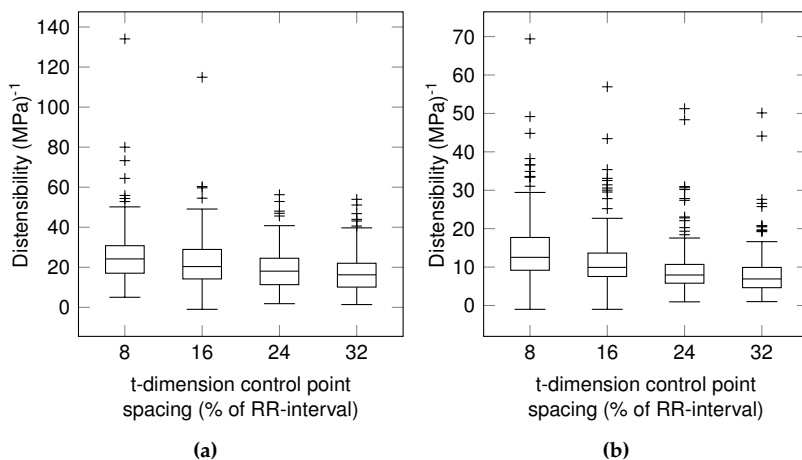 140
120
100
80
60
40
20
0
Distensibility (MPa)-1
8 16 24 32
t-dimension control point
spacing (% of RR-interval)
(a)
70
60
50
40
30
20
10
0
Distensibility (MPa)-1
8 16 24 32
t-dimension control point
spacing (% of RR-interval)
(b)